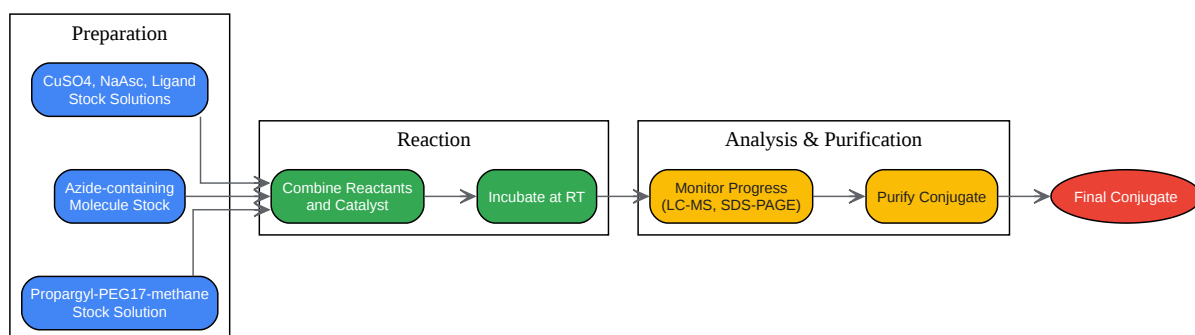 Preparation
CuSO4, NaAsc, Ligand
Stock Solutions
Azide-containing
Molecule Stock
Propargyl-PEG17-methane
Stock Solution
Reaction
Combine Reactants
and Catalyst
Incubate at RT
Analysis & Purification
Monitor Progress
(LC-MS, SDS-PAGE)
Purify Conjugate
Final Conjugate